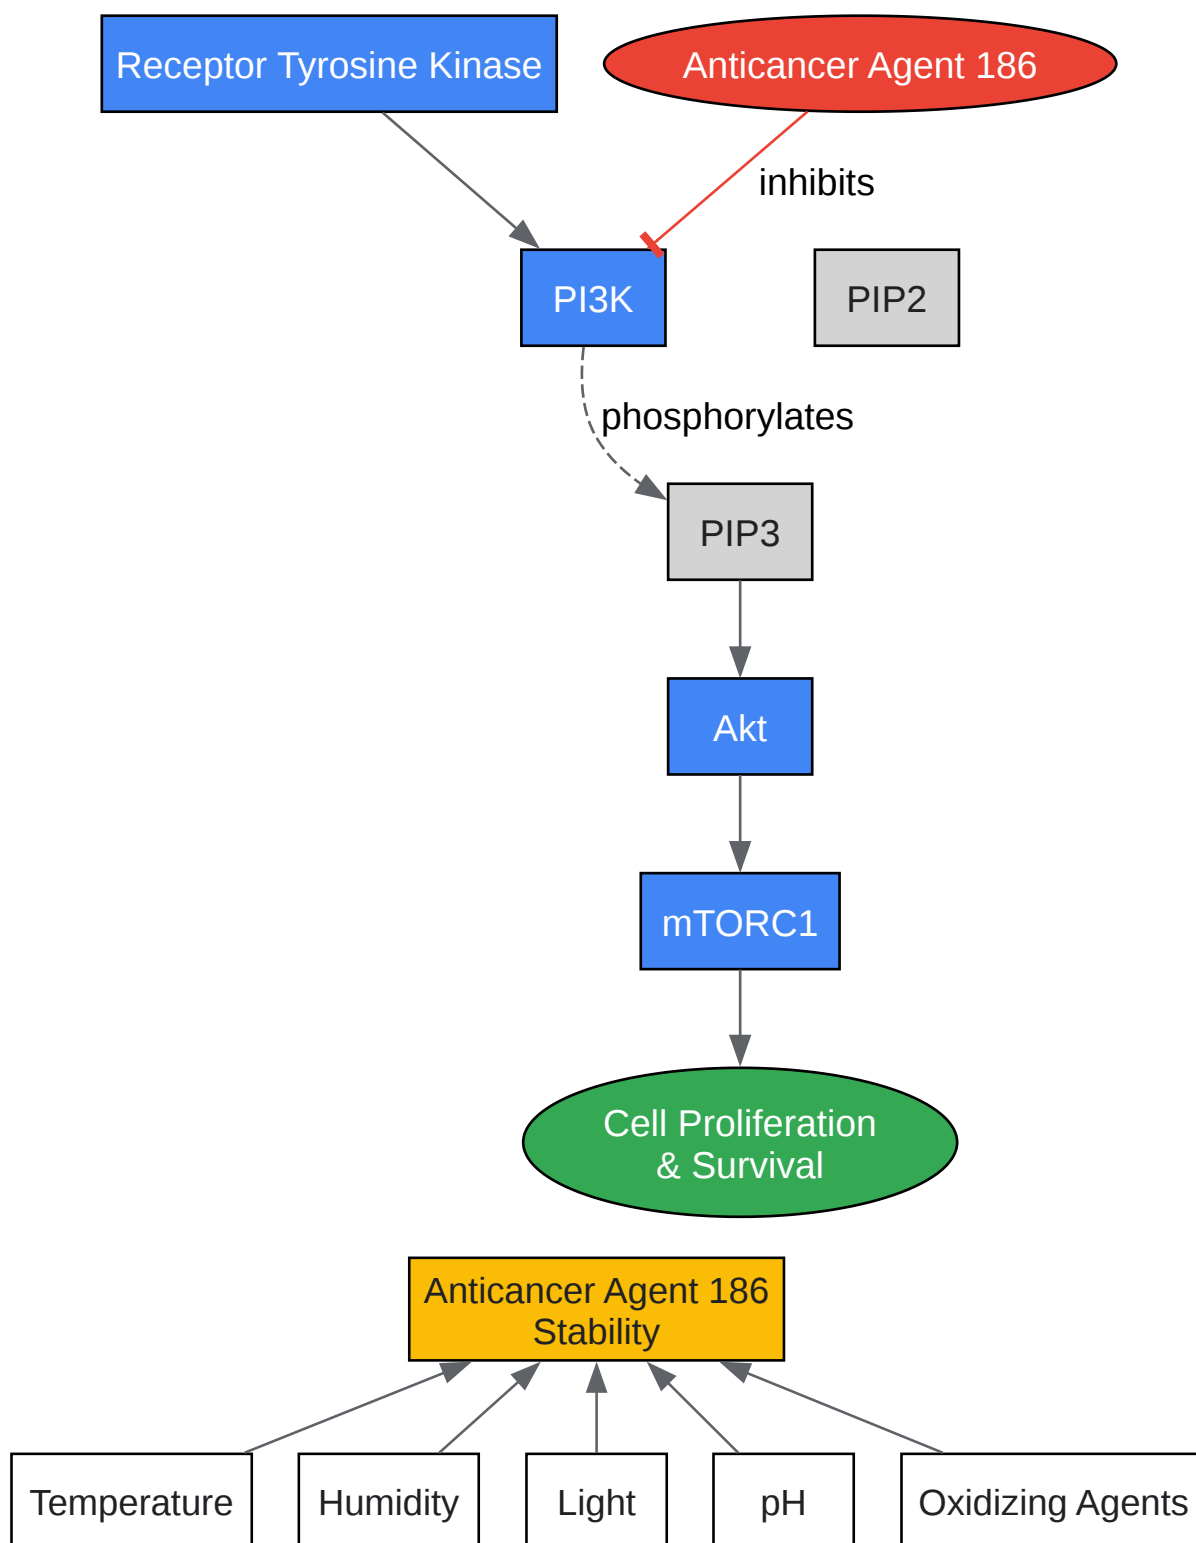 Receptor Tyrosine Kinase
Anticancer Agent 186
inhibits
PI3K
PIP2
phosphorylates
PIP3
Akt
mTORC1
Cell Proliferation
& Survival
Anticancer Agent 186
Stability
Temperature
Humidity
Light
pH
Oxidizing Agents